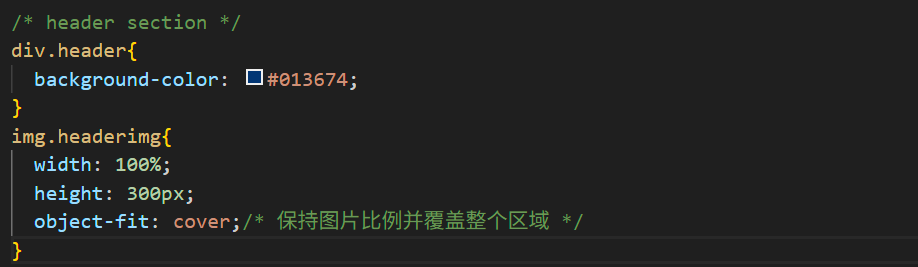 /* header section */
div.header{
  background-color: #013674;
}
img.headerimg{
  width: 100%;
  height: 300px;
  object-fit: cover;/* 保持图片比例并覆盖整个区域 */
}